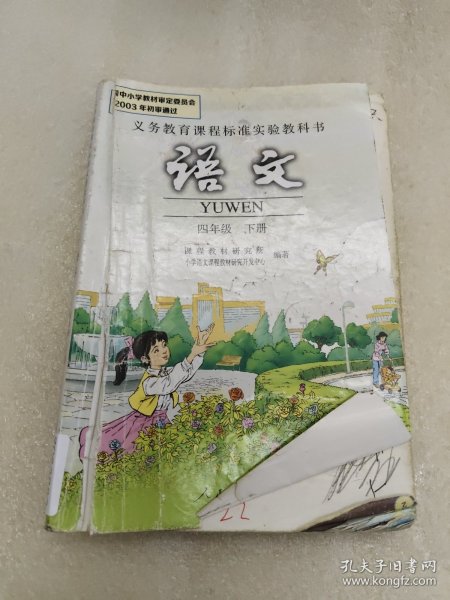 中小学教材审定委员会
2003年初审通过
义务教育课程标准实验教科书
语文
YUWEN
四年级 下册
课程教材研究所
小学语文课程教材研究开发中心
编著
22
孔夫子旧书网
www.kongfz.com